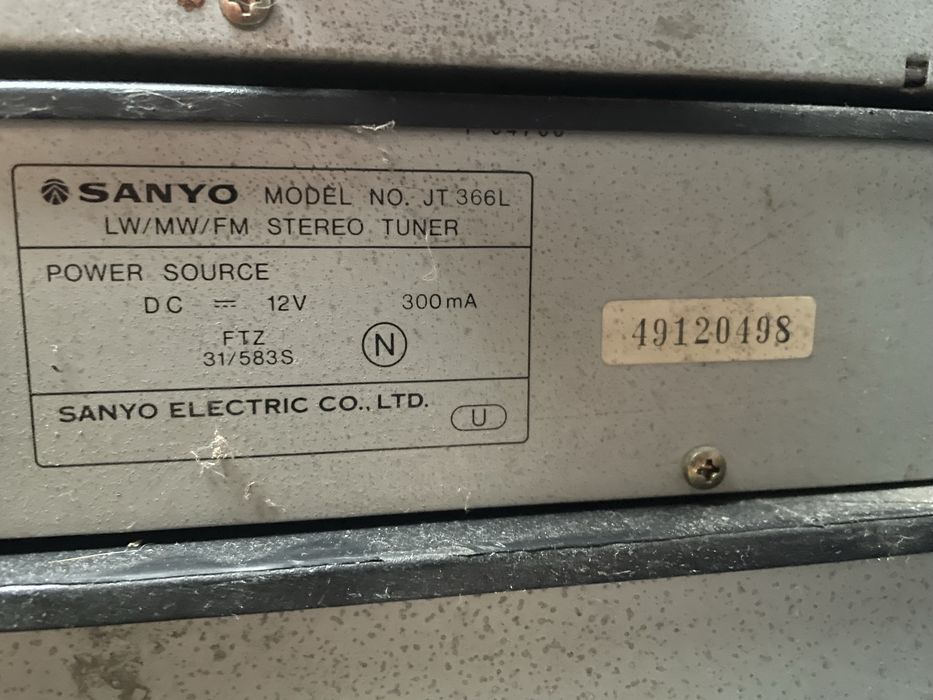 SANYO MODEL NO. JT 366L
LW/MW/FM STEREO TUNER
POWER SOURCE
DC ⎓ 12V 300mA
FTZ
31/583S
N
SANYO ELECTRIC CO., LTD.
U
49120498